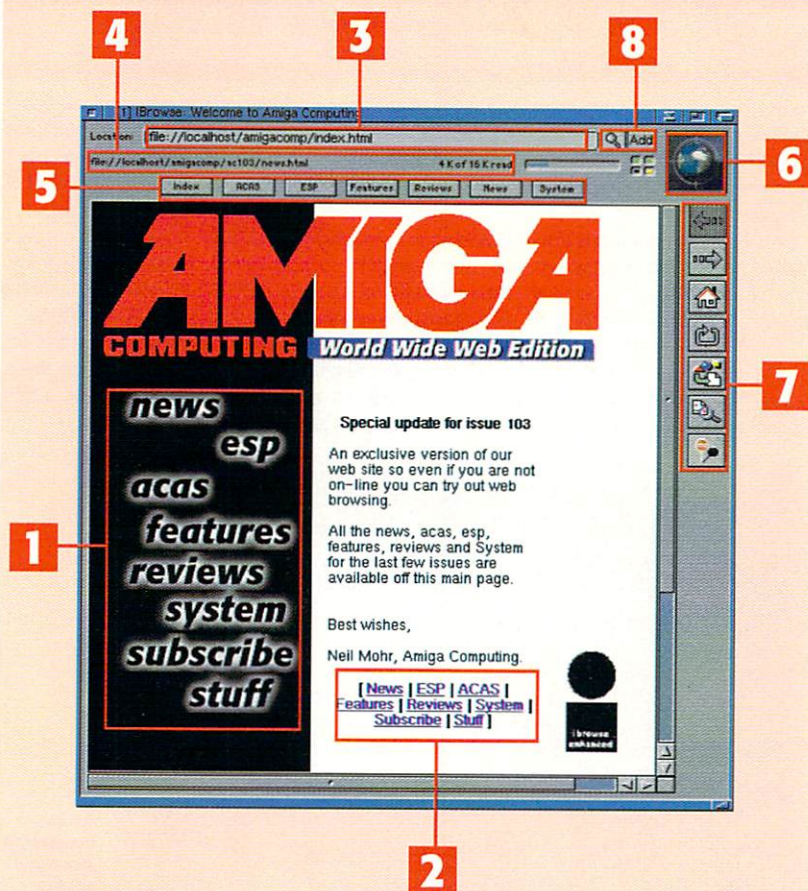 4
3
8
[1] IBrowse: Welcome to Amiga Computing
Location: file://localhost/amigacomp/index.html Add
file://localhost/amigacomp/ac103/news.html 4 K of 16 K read
6
5
Index ACAS ESP Features Reviews News System
7
AMIGA
COMPUTING World Wide Web Edition
1
news
esp
acas
features
reviews
system
subscribe
stuff
Special update for issue 103
An exclusive version of our
web site so even if you are not
on-line you can try out web
browsing.
All the news, acas, esp,
features, reviews and System
for the last few issues are
available off this main page.
Best wishes,
Neil Mohr, Amiga Computing.
[ News | ESP | ACAS |
Features | Reviews | System |
Subscribe | Stuff ]
ibrowse
enhanced
2